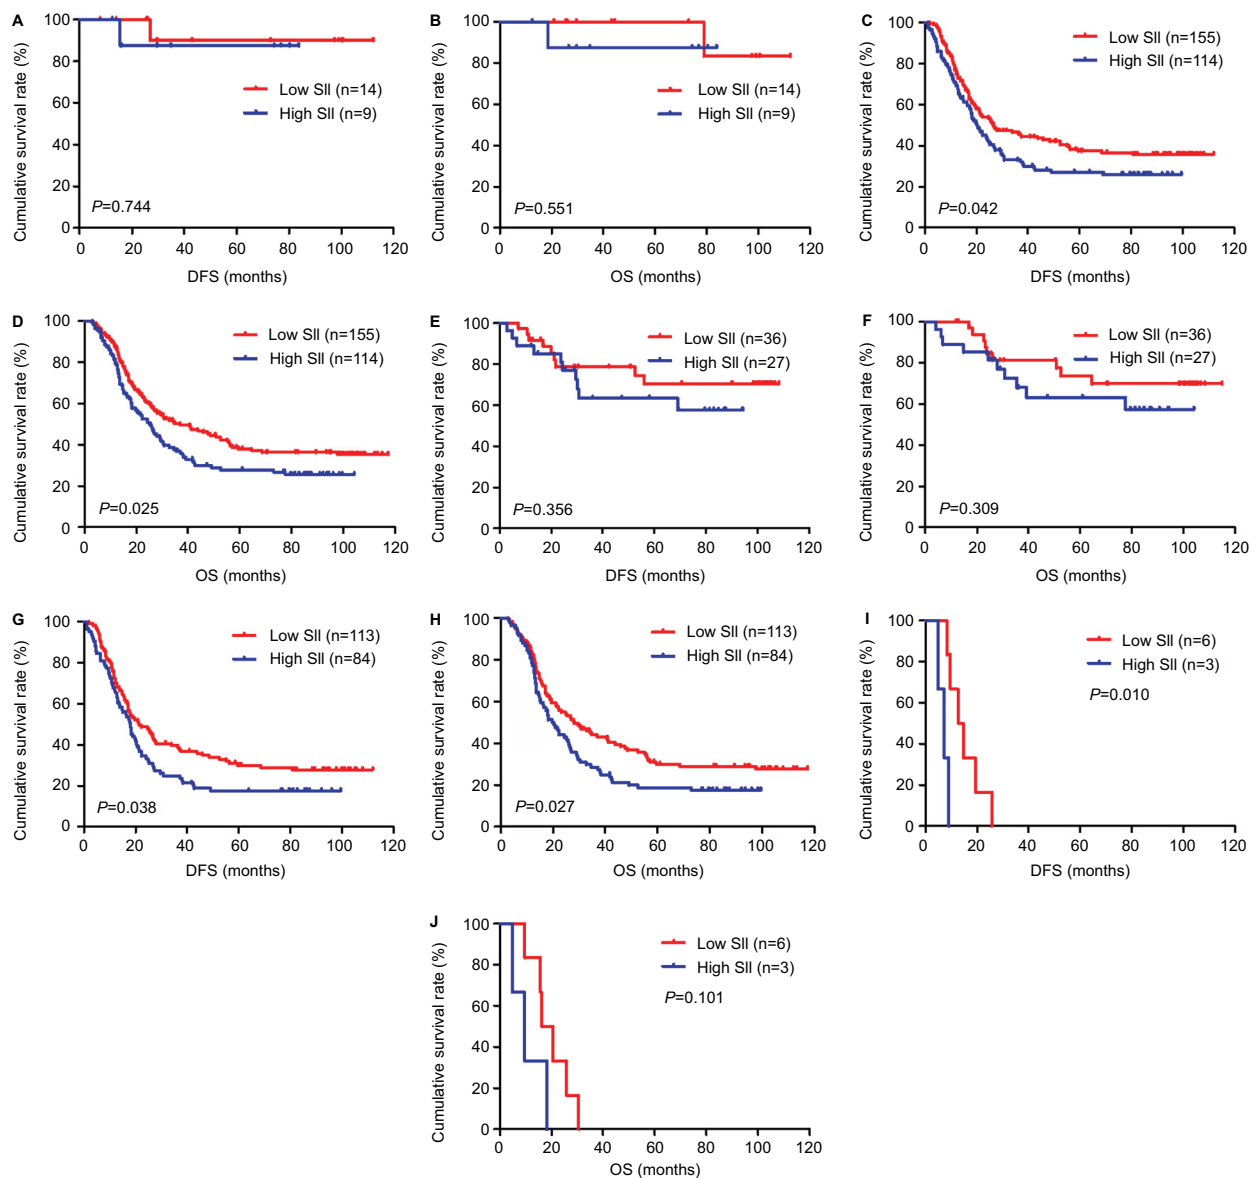 A
Cumulative survival rate (%)
100
80
60
40
20
0
Low SII (n=14)
High SII (n=9)
P=0.744
0 20 40 60 80 100 120
DFS (months)
B
Cumulative survival rate (%)
100
80
60
40
20
0
Low SII (n=14)
High SII (n=9)
P=0.551
0 20 40 60 80 100 120
OS (months)
C
Cumulative survival rate (%)
100
80
60
40
20
0
Low SII (n=155)
High SII (n=114)
P=0.042
0 20 40 60 80 100 120
DFS (months)
D
Cumulative survival rate (%)
100
80
60
40
20
0
Low SII (n=155)
High SII (n=114)
P=0.025
0 20 40 60 80 100 120
OS (months)
E
Cumulative survival rate (%)
100
80
60
40
20
0
Low SII (n=36)
High SII (n=27)
P=0.356
0 20 40 60 80 100 120
DFS (months)
F
Cumulative survival rate (%)
100
80
60
40
20
0
Low SII (n=36)
High SII (n=27)
P=0.309
0 20 40 60 80 100 120
OS (months)
G
Cumulative survival rate (%)
100
80
60
40
20
0
Low SII (n=113)
High SII (n=84)
P=0.038
0 20 40 60 80 100 120
DFS (months)
H
Cumulative survival rate (%)
100
80
60
40
20
0
Low SII (n=113)
High SII (n=84)
P=0.027
0 20 40 60 80 100 120
OS (months)
I
Cumulative survival rate (%)
100
80
60
40
20
0
Low SII (n=6)
High SII (n=3)
P=0.010
0 20 40 60 80 100 120
DFS (months)
J
Cumulative survival rate (%)
100
80
60
40
20
0
Low SII (n=6)
High SII (n=3)
P=0.101
0 20 40 60 80 100 120
OS (months)